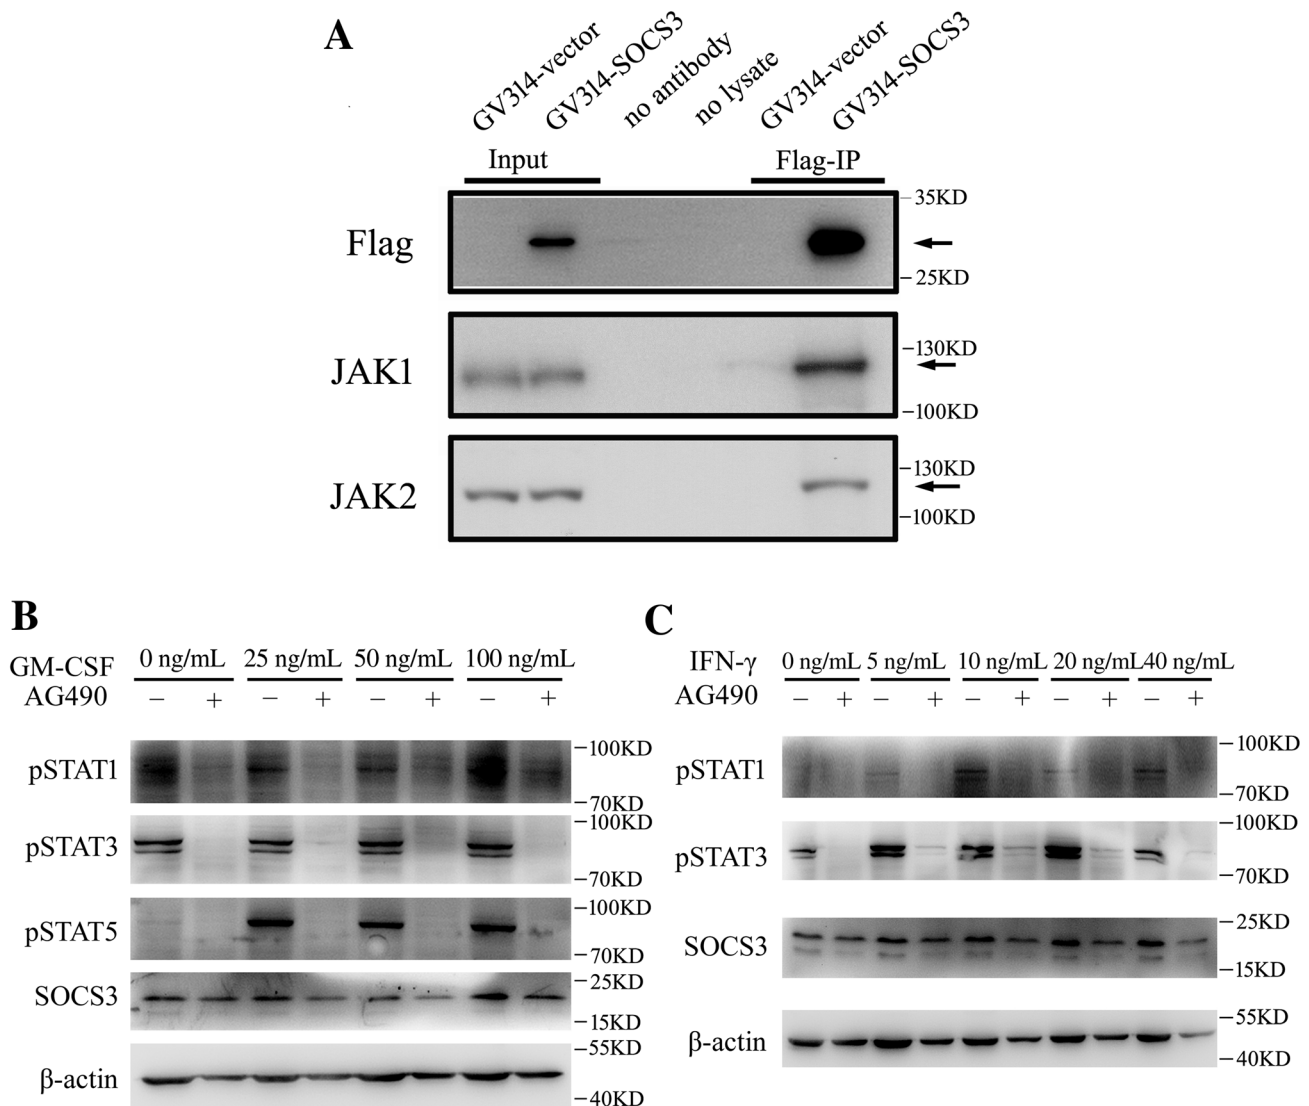 A
GV314-vector
GV314-SOCS3
no antibody
no lysate
GV314-vector
GV314-SOCS3
Input
Flag-IP
Flag
35KD
25KD
JAK1
130KD
100KD
JAK2
130KD
100KD
B
GM-CSF 0 ng/mL 25 ng/mL 50 ng/mL 100 ng/mL
AG490 − + − + − + − +
pSTAT1
100KD
70KD
pSTAT3
100KD
70KD
pSTAT5
100KD
70KD
SOCS3
25KD
15KD
β-actin
55KD
40KD
C
IFN-γ 0 ng/mL 5 ng/mL 10 ng/mL 20 ng/mL 40 ng/mL
AG490 − + − + − + − + − +
pSTAT1
100KD
70KD
pSTAT3
100KD
70KD
SOCS3
25KD
15KD
β-actin
55KD
40KD